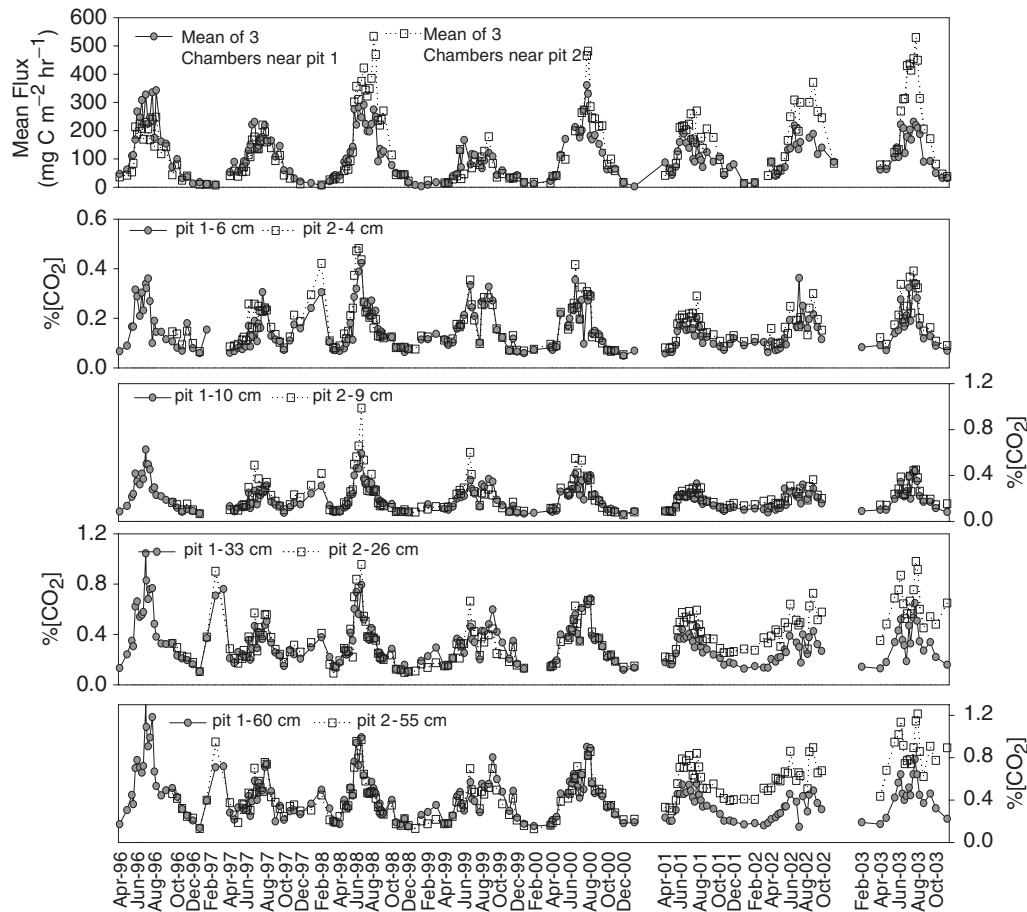 600
500
400
300
200
100
0
Mean Flux
(mg C m−2 hr−1)
Mean of 3
Chambers near pit 1
Mean of 3
Chambers near pit 2
0.6
0.4
0.2
0.0
%[CO2]
pit 1-6 cm
pit 2-4 cm
1.2
0.8
0.4
0.0
%[CO2]
pit 1-10 cm
pit 2-9 cm
1.2
0.8
0.4
0.0
%[CO2]
pit 1-33 cm
pit 2-26 cm
1.2
0.8
0.4
0.0
%[CO2]
pit 1-60 cm
pit 2-55 cm
Apr-96
Jun-96
Aug-96
Oct-96
Dec-96
Feb-97
Apr-97
Jun-97
Aug-97
Oct-97
Dec-97
Feb-98
Apr-98
Jun-98
Aug-98
Oct-98
Dec-98
Feb-99
Apr-99
Jun-99
Aug-99
Oct-99
Dec-99
Feb-00
Apr-00
Jun-00
Aug-00
Oct-00
Dec-00
Apr-01
Jun-01
Aug-01
Oct-01
Dec-01
Feb-02
Apr-02
Jun-02
Aug-02
Oct-02
Feb-03
Apr-03
Jun-03
Aug-03
Oct-03